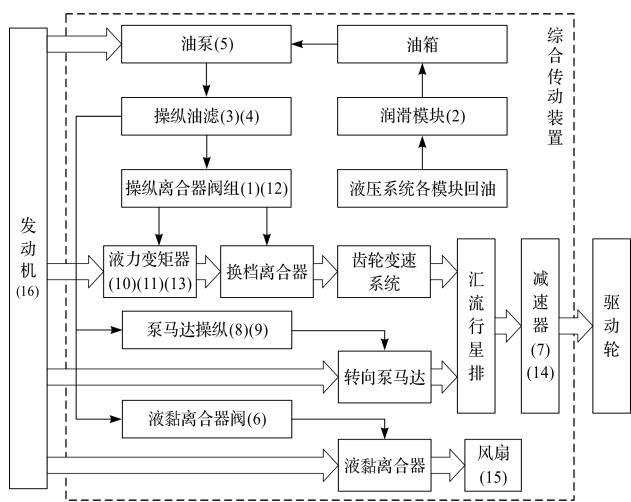 油泵(5)
油箱
综合传动装置
操纵油滤(3)(4)
润滑模块(2)
操纵离合器阀组(1)(12)
液压系统各模块回油
发动机
(16)
液力变矩器
(10)(11)(13)
换档离合器
齿轮变速
系统
汇流行星排
减速器
(7)
(14)
驱动轮
泵马达操纵(8)(9)
转向泵马达
液黏离合器阀(6)
液黏离合器
风扇
(15)